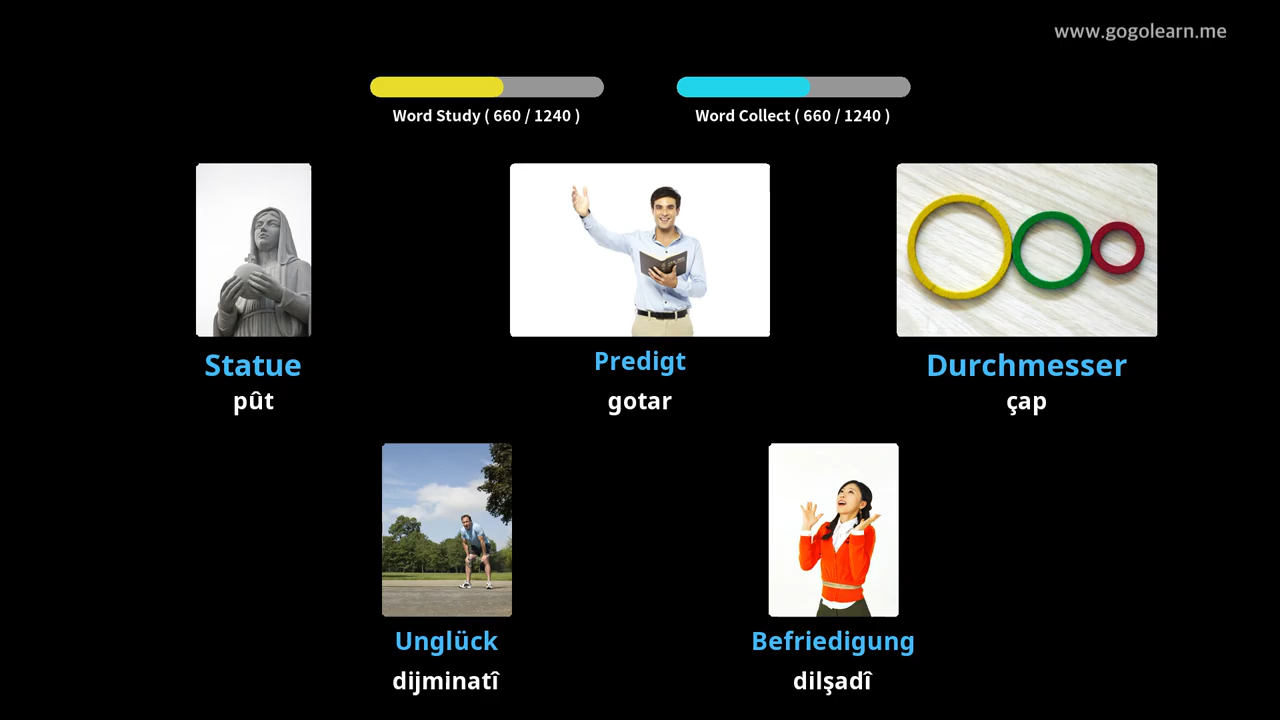 www.gogolearn.me
Word Study ( 660 / 1240 )
Word Collect ( 660 / 1240 )
Statue
pût
Predigt
gotar
Durchmesser
çap
Unglück
dijminatî
Befriedigung
dilşadî